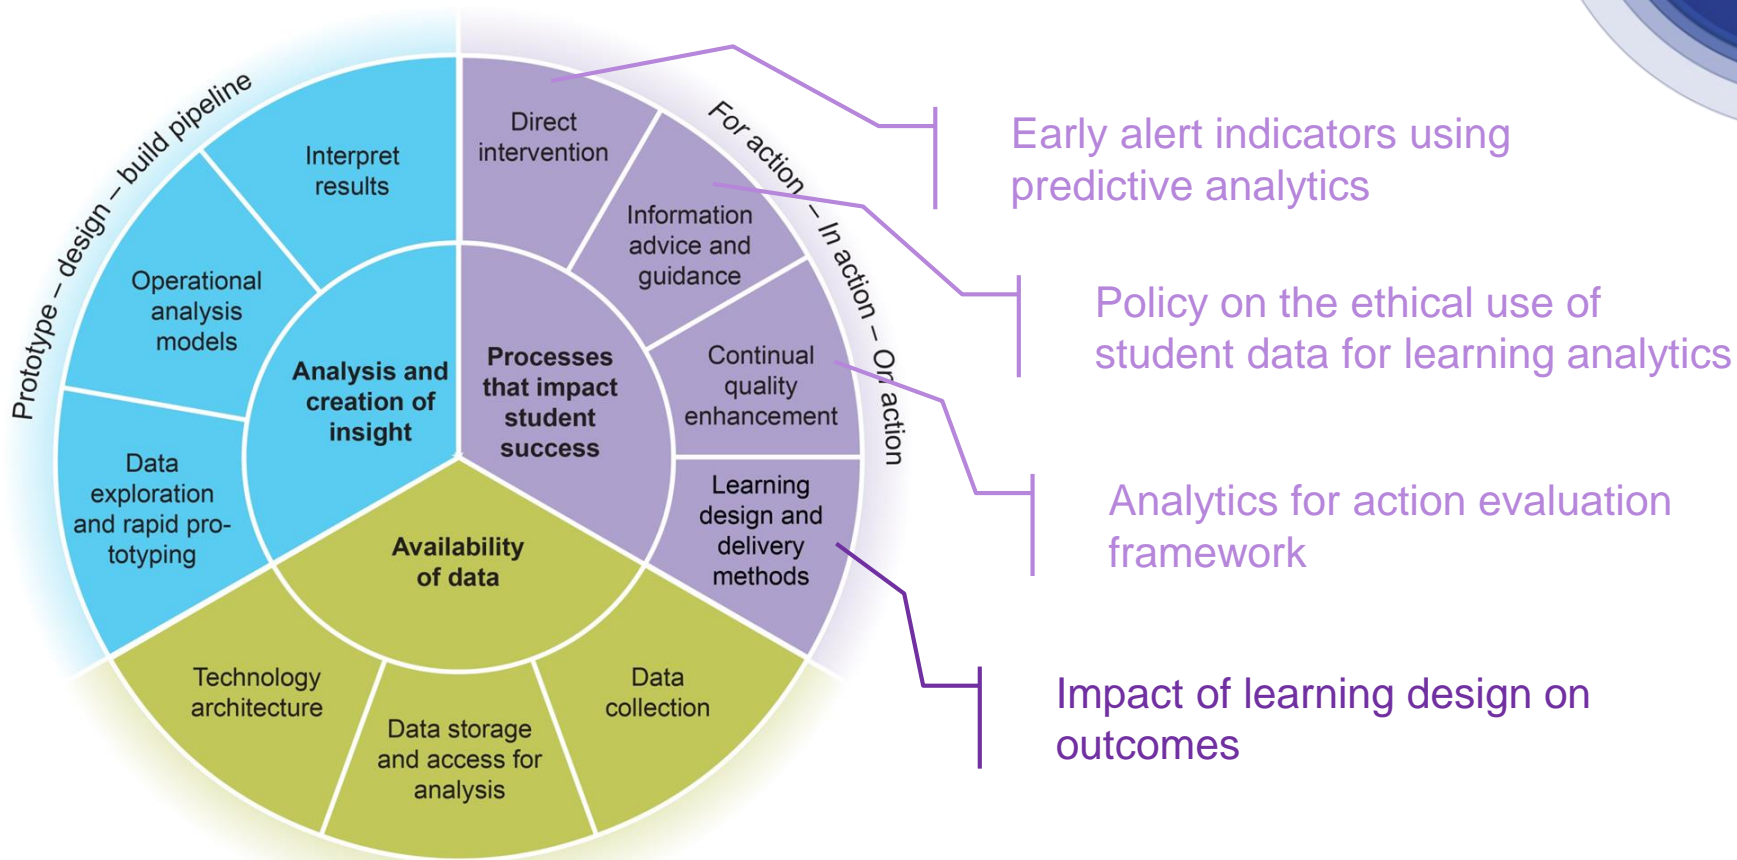 Prototype – design – build pipeline
For action – In action – On action
Interpret
results
Operational
analysis
models
Data
exploration
and rapid pro-
totyping
Analysis and
creation of
insight
Direct
intervention
Information
advice and
guidance
Continual
quality
enhancement
Learning
design and
delivery
methods
Processes
that impact
student
success
Availability
of data
Technology
architecture
Data storage
and access for
analysis
Data
collection
Early alert indicators using
predictive analytics
Policy on the ethical use of
student data for learning analytics
Analytics for action evaluation
framework
Impact of learning design on
outcomes